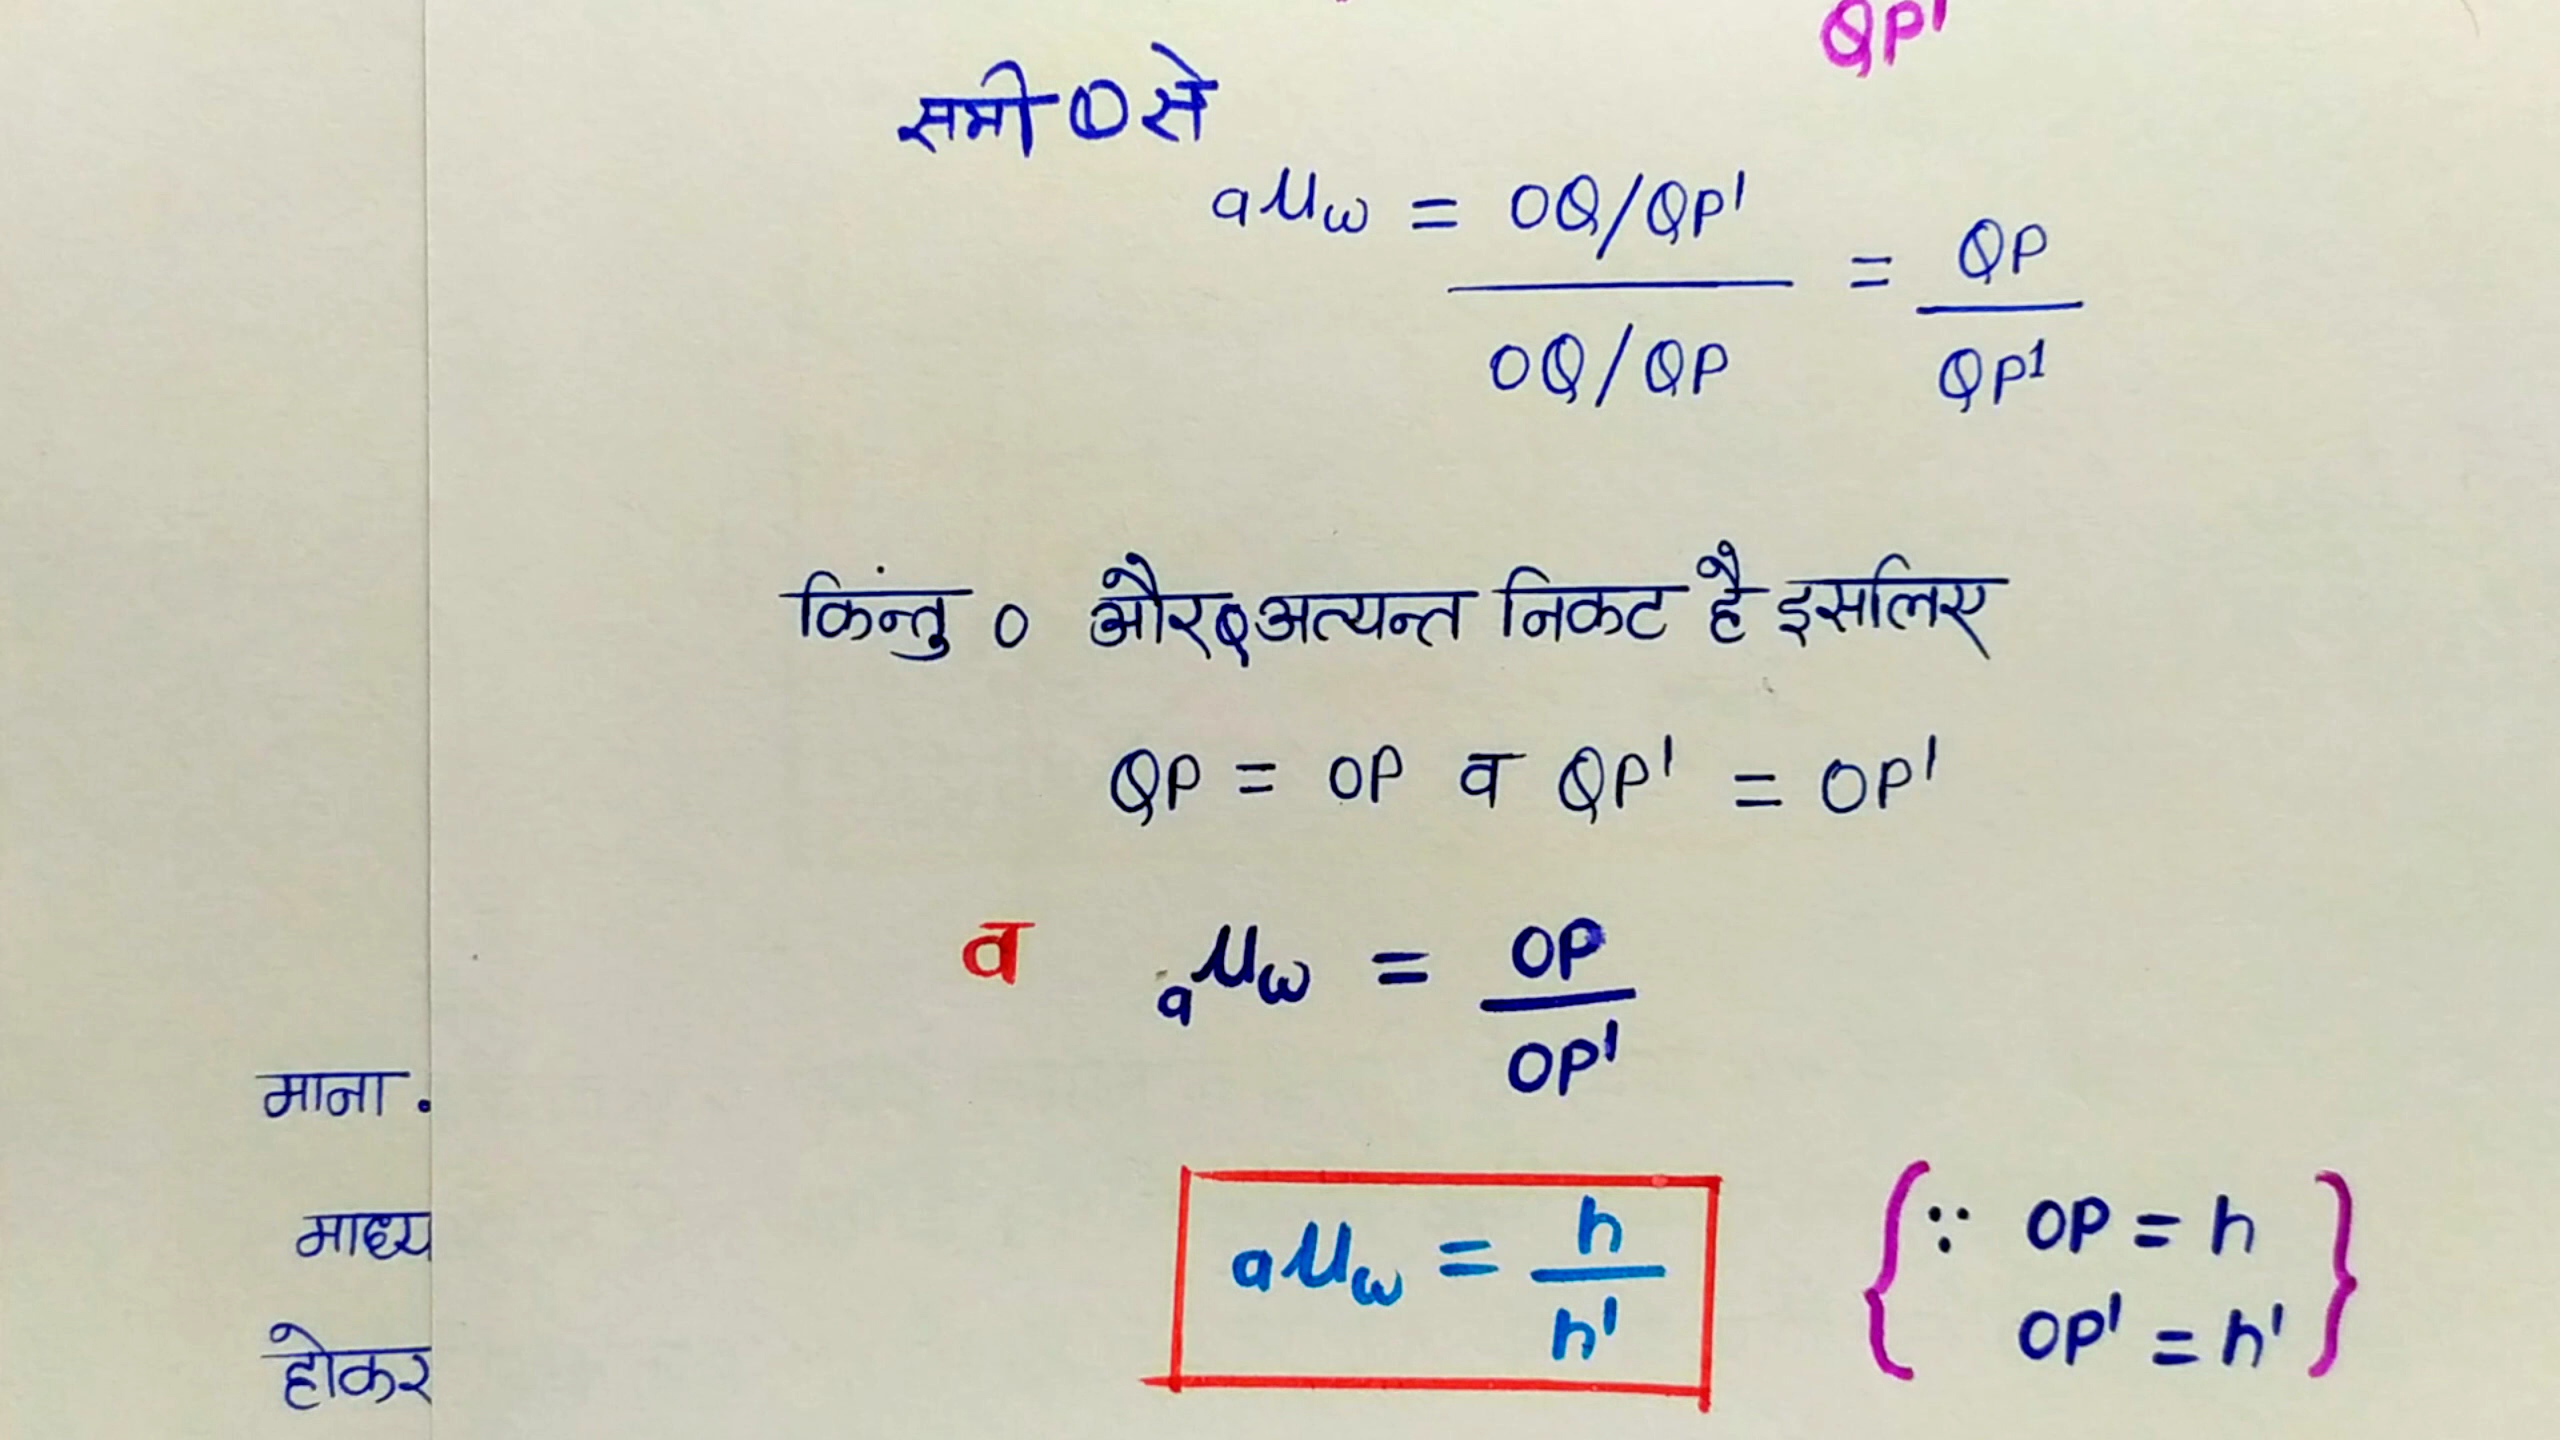 QP'
समी ① से
aμw = OQ/QP' / OQ/QP = QP / QP'
किंन्तु O और Q अत्यन्त निकट है इसलिए
QP = OP व QP' = OP'
व aμw = OP / OP'
माना .
माध्य
होकर
aμw = h / h'
{ ∵ OP = h
OP' = h' }